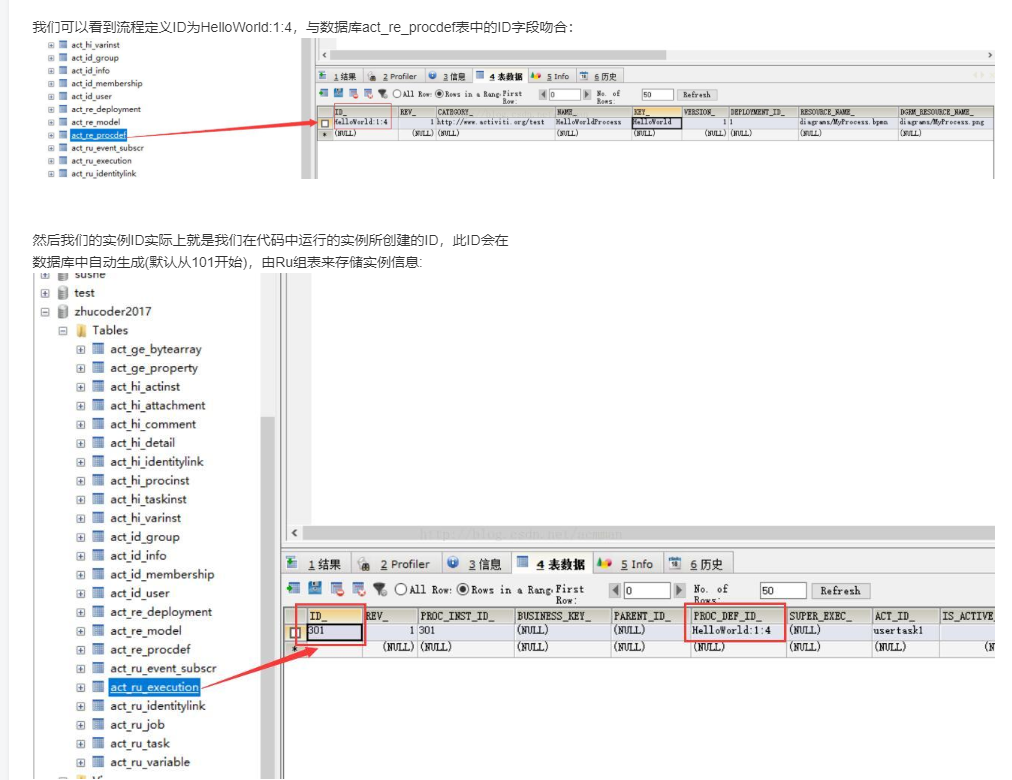 我们可以看到流程定义ID为HelloWorld:1:4，与数据库act_re_procdef表中的ID字段吻合：
act_hi_varinst
act_id_group
act_id_info
act_id_membership
act_id_user
act_re_deployment
act_re_model
act_re_procdef
act_ru_event_subscr
act_ru_execution
act_ru_identitylink
1 结果 2 Profiler 3 信息 4 表数据 5 Info 6 历史
All Row: Rows in a Rang First Row: 0 No. of Rows: 50 Refresh
ID_ REV_ CATEGORY_ NAME_ KEY_ VERSION_ DEPLOYMENT_ID_ RESOURCE_NAME_ DGRM_RESOURCE_NAME_
HelloWorld:1:4 1 http://www.activiti.org/test HelloWorldProcess HelloWorld 1 1 diagrams/MyProcess.bpmn diagrams/MyProcess.png
* (NULL) (NULL) (NULL) (NULL) (NULL) (NULL) (NULL) (NULL) (NULL)
然后我们的实例ID实际上就是我们在代码中运行的实例所创建的ID，此ID会在
数据库中自动生成(默认从101开始)，由Ru组表来存储实例信息:
test
zhucoder2017
Tables
act_ge_bytearray
act_ge_property
act_hi_actinst
act_hi_attachment
act_hi_comment
act_hi_detail
act_hi_identitylink
act_hi_procinst
act_hi_taskinst
act_hi_varinst
act_id_group
act_id_info
act_id_membership
act_id_user
act_re_deployment
act_re_model
act_re_procdef
act_ru_event_subscr
act_ru_execution
act_ru_identitylink
act_ru_job
act_ru_task
act_ru_variable
1 结果 2 Profiler 3 信息 4 表数据 5 Info 6 历史
All Row: Rows in a Rang First Row: 0 No. of Rows: 50 Refresh
ID_ REV_ PROC_INST_ID_ BUSINESS_KEY_ PARENT_ID_ PROC_DEF_ID_ SUPER_EXEC_ ACT_ID_ IS_ACTIVE_
301 1 301 (NULL) (NULL) HelloWorld:1:4 (NULL) usertask1
* (NULL) (NULL) (NULL) (NULL) (NULL) (NULL) (NULL) (N